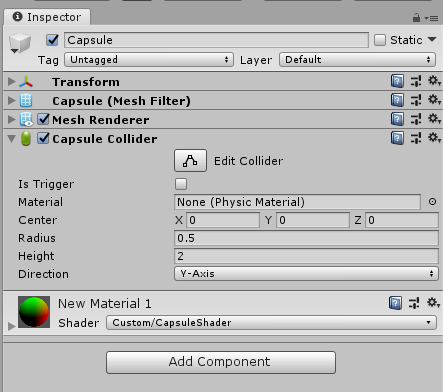 Inspector
Capsule Static
Tag Untagged Layer Default
Transform
Capsule (Mesh Filter)
Mesh Renderer
Capsule Collider
Edit Collider
Is Trigger
Material None (Physic Material)
Center X 0 Y 0 Z 0
Radius 0.5
Height 2
Direction Y-Axis
New Material 1
Shader Custom/CapsuleShader
Add Component